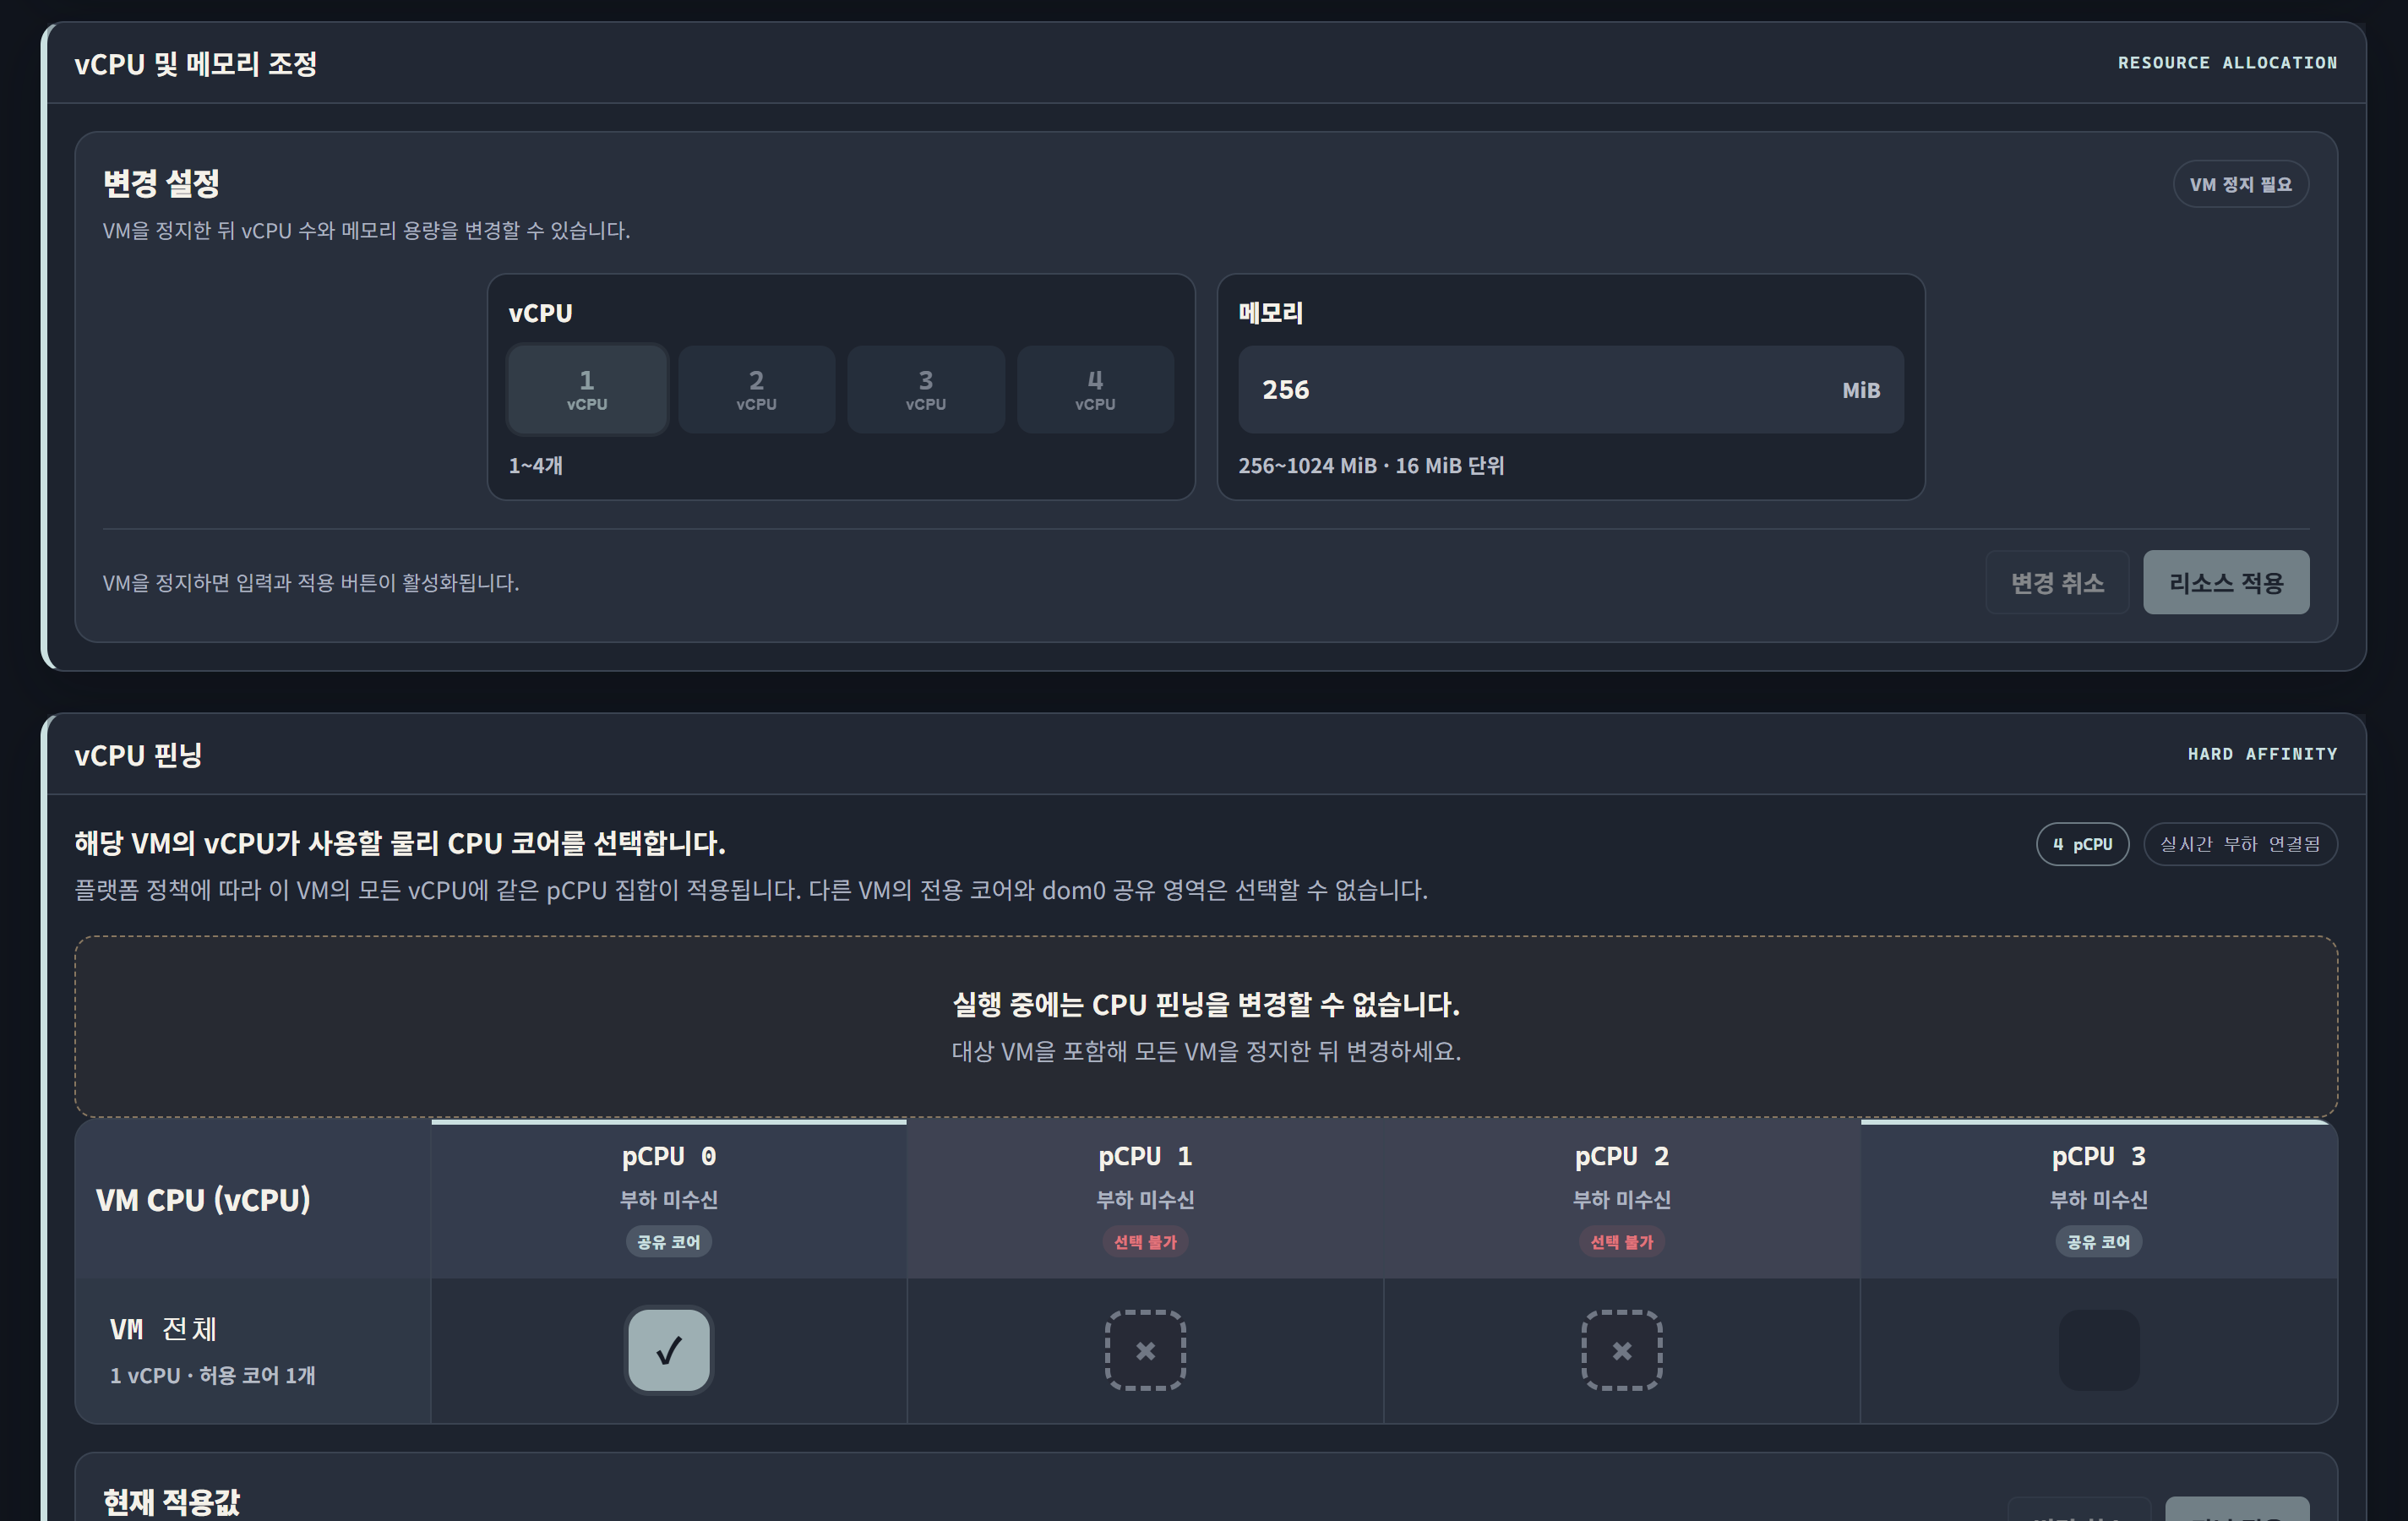 vCPU 및 메모리 조정
RESOURCE ALLOCATION
변경 설정
VM 정지 필요
VM을 정지한 뒤 vCPU 수와 메모리 용량을 변경할 수 있습니다.
vCPU
1
vCPU
2
vCPU
3
vCPU
4
vCPU
1~4개
메모리
256
MiB
256~1024 MiB · 16 MiB 단위
VM을 정지하면 입력과 적용 버튼이 활성화됩니다.
변경 취소
리소스 적용
vCPU 핀닝
HARD AFFINITY
해당 VM의 vCPU가 사용할 물리 CPU 코어를 선택합니다.
4 pCPU
실시간 부하 연결됨
플랫폼 정책에 따라 이 VM의 모든 vCPU에 같은 pCPU 집합이 적용됩니다. 다른 VM의 전용 코어와 dom0 공유 영역은 선택할 수 없습니다.
실행 중에는 CPU 핀닝을 변경할 수 없습니다.
대상 VM을 포함해 모든 VM을 정지한 뒤 변경하세요.
VM CPU (vCPU)
pCPU 0
부하 미수신
공유 코어
pCPU 1
부하 미수신
선택 불가
pCPU 2
부하 미수신
선택 불가
pCPU 3
부하 미수신
공유 코어
VM 전체
1 vCPU · 허용 코어 1개
현재 적용값